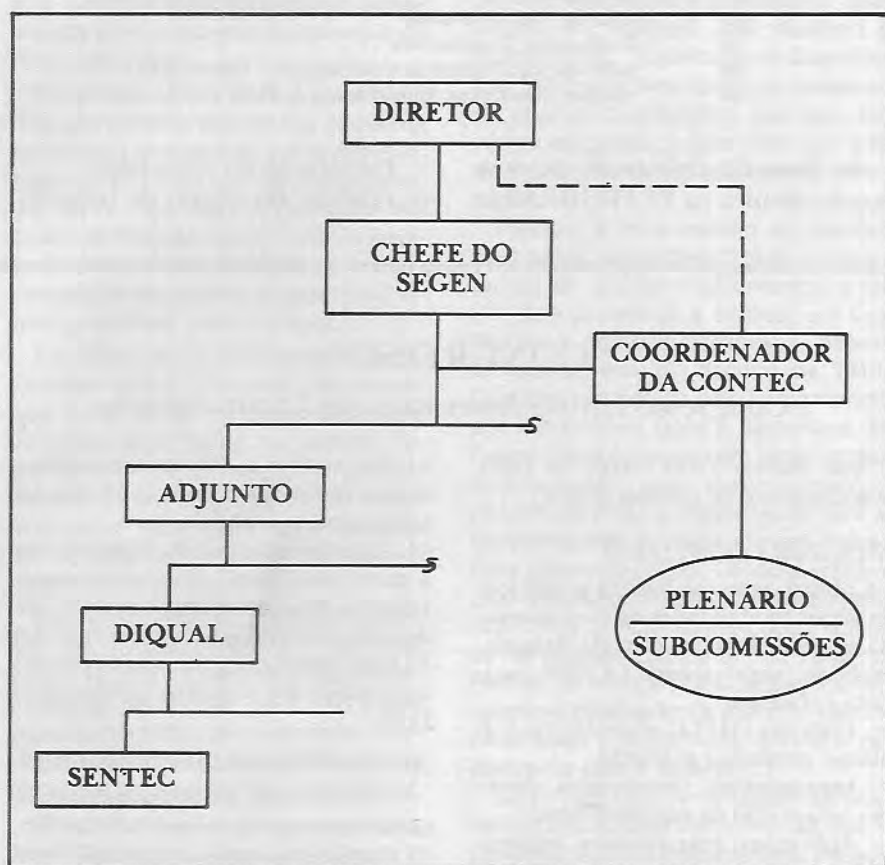 DIRETOR
CHEFE DO
SEGEN
COORDENADOR
DA CONTEC
ADJUNTO
PLENÁRIO
SUBCOMISSÕES
DIQUAL
SENTEC